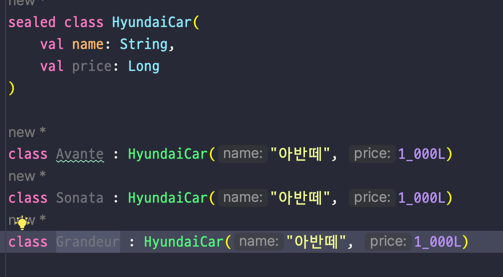 new *
sealed class HyundaiCar(
val name: String,
val price: Long
)
new *
class Avante : HyundaiCar( name: "아반떼", price: 1_000L)
new *
class Sonata : HyundaiCar( name: "아반떼", price: 1_000L)
new *
class Grandeur : HyundaiCar( name: "아반떼", price: 1_000L)